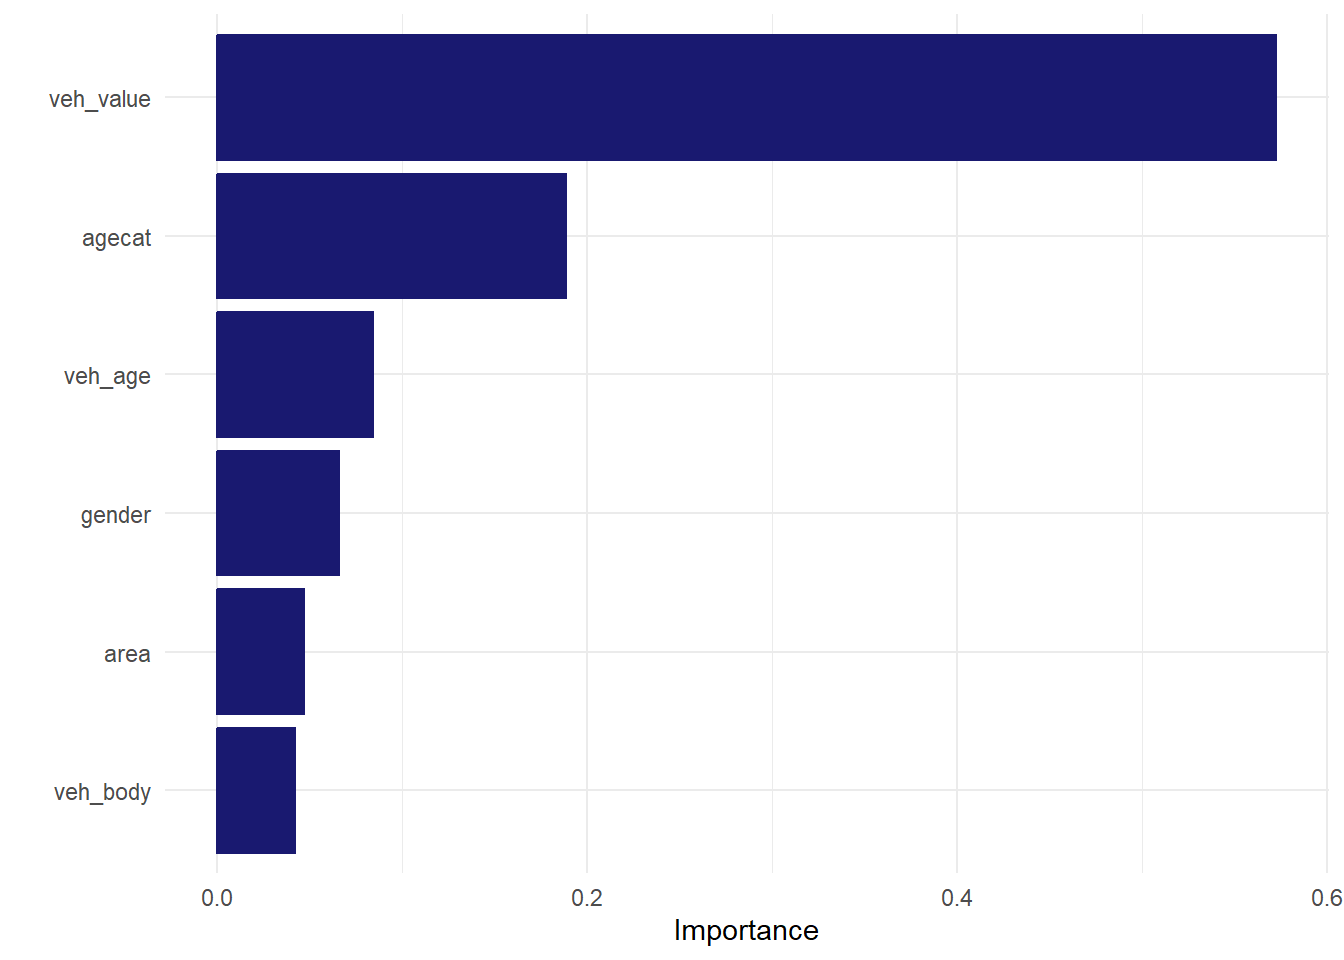 veh_value
agecat
veh_age
gender
area
veh_body
0.0 0.2 0.4 0.6
Importance